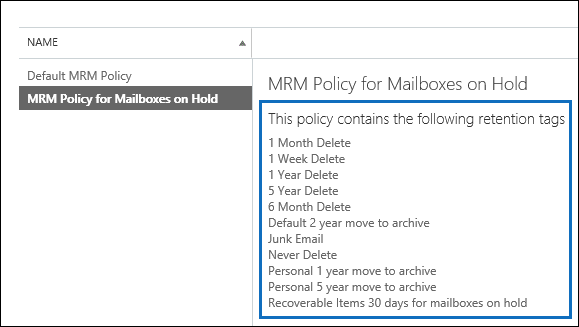 NAME
Default MRM Policy
MRM Policy for Mailboxes on Hold
MRM Policy for Mailboxes on Hold
This policy contains the following retention tags
1 Month Delete
1 Week Delete
1 Year Delete
5 Year Delete
6 Month Delete
Default 2 year move to archive
Junk Email
Never Delete
Personal 1 year move to archive
Personal 5 year move to archive
Recoverable Items 30 days for mailboxes on hold